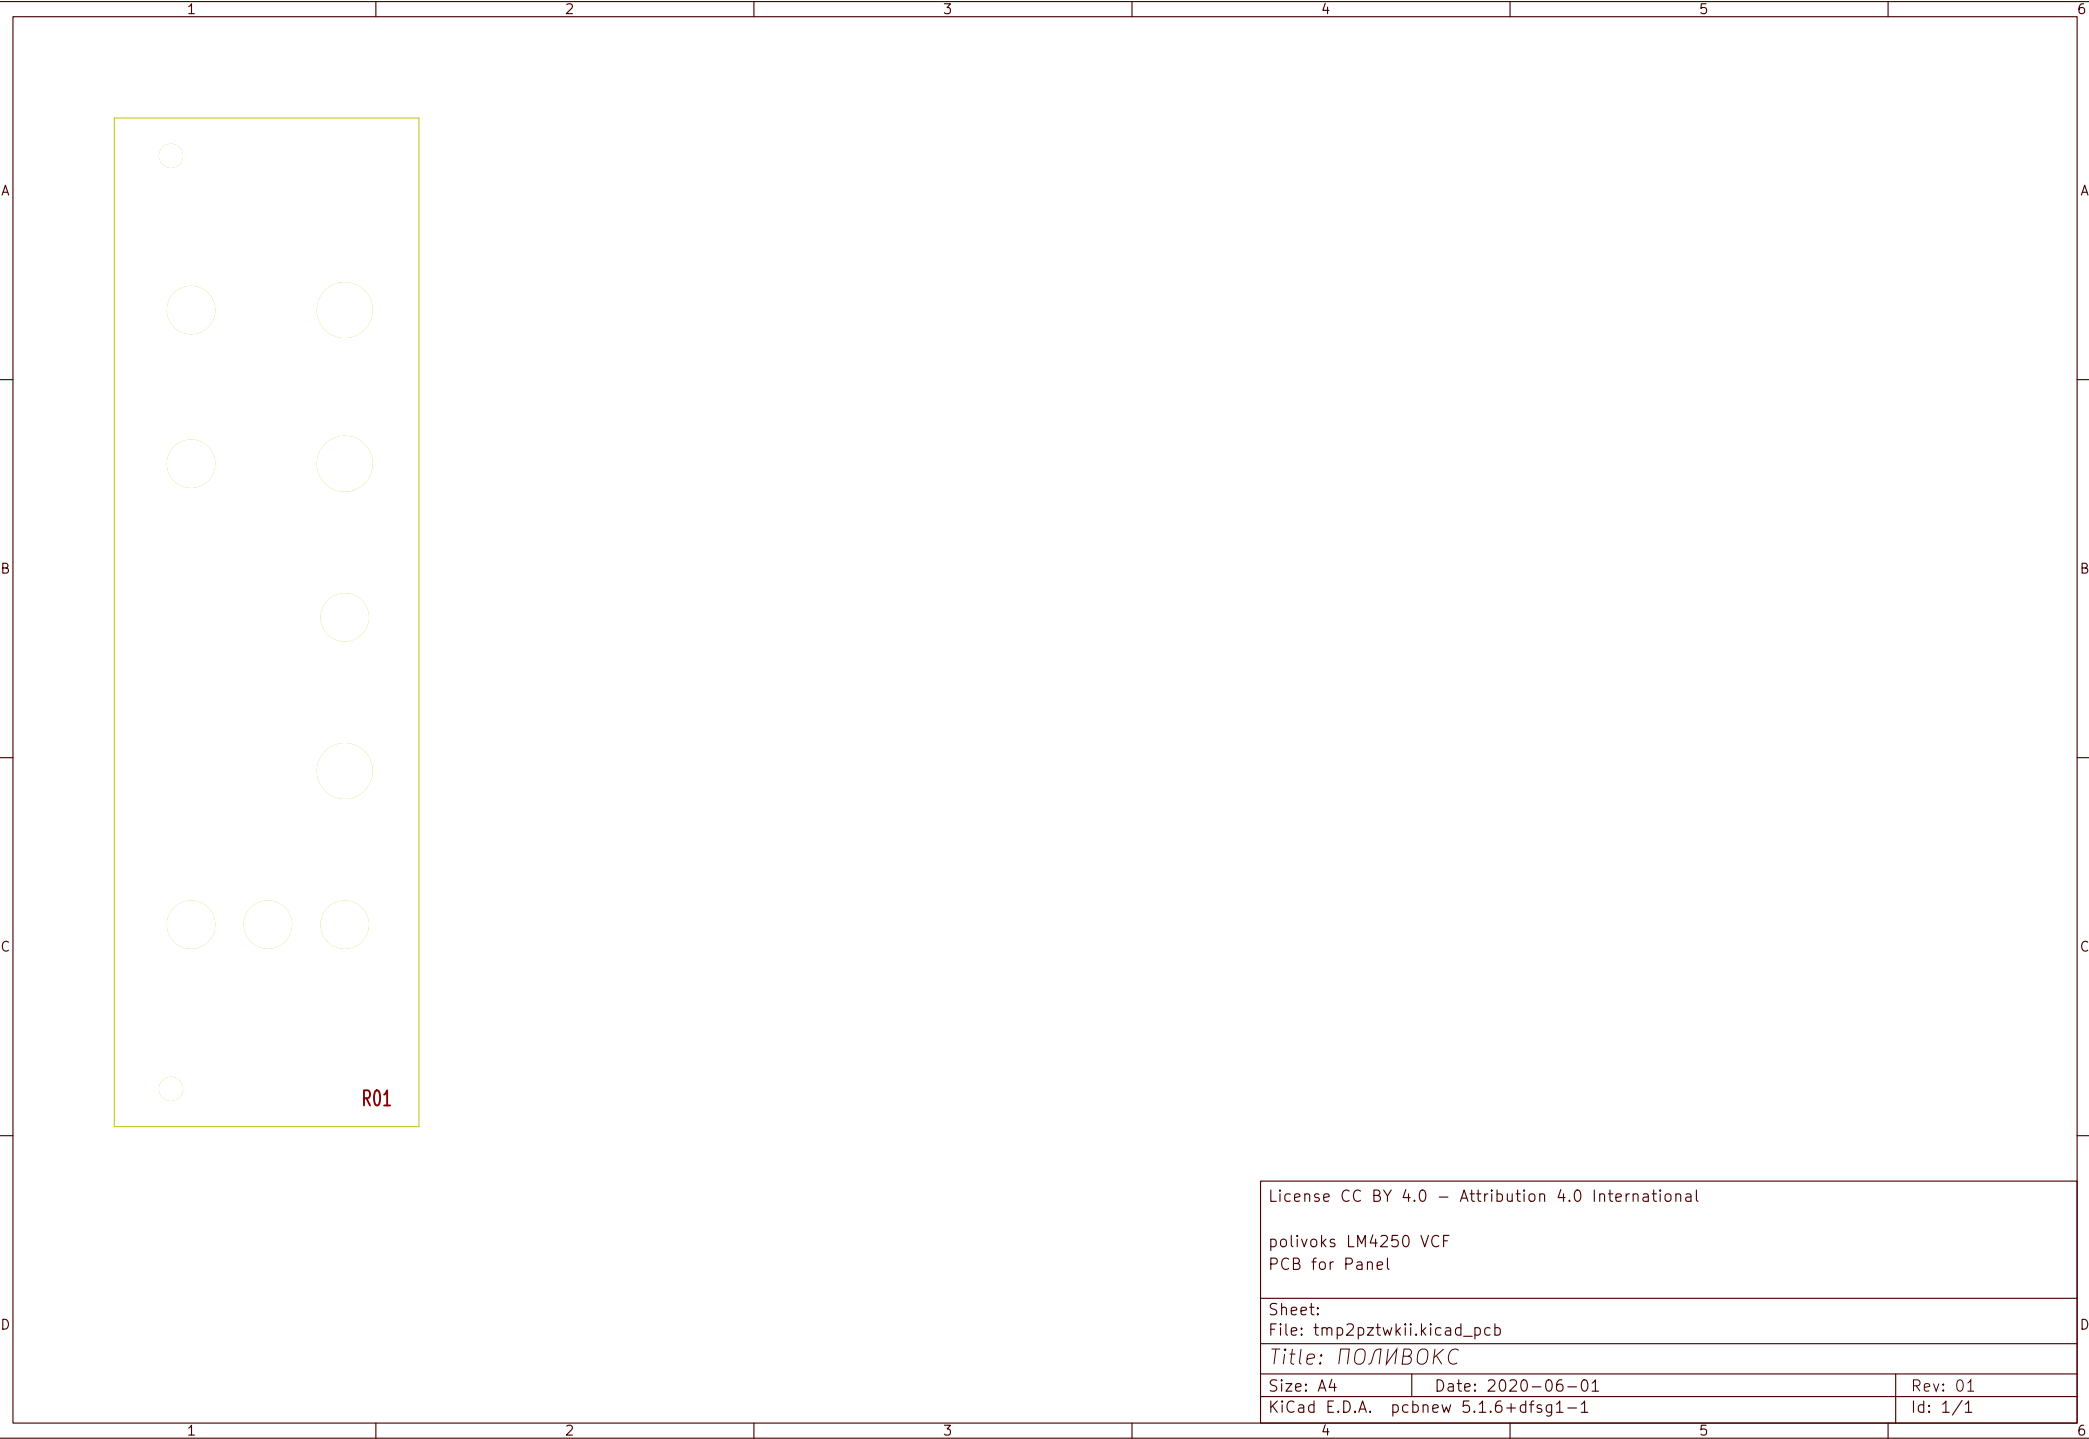 1 2 3 4 5 6
A A
B B
C C
R01
License CC BY 4.0 - Attribution 4.0 International
polivoks LM4250 VCF
PCB for Panel
Sheet:
File: tmp2pztwkii.kicad_pcb
D D
Title: ПОЛИВОКС
Size: A4 Date: 2020-06-01 Rev: 01
KiCad E.D.A. pcbnew 5.1.6+dfsg1-1 Id: 1/1
1 2 3 4 5 6